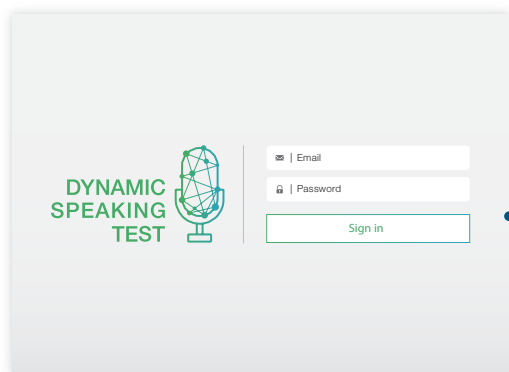 DYNAMIC
SPEAKING
TEST
Email
Password
Sign in